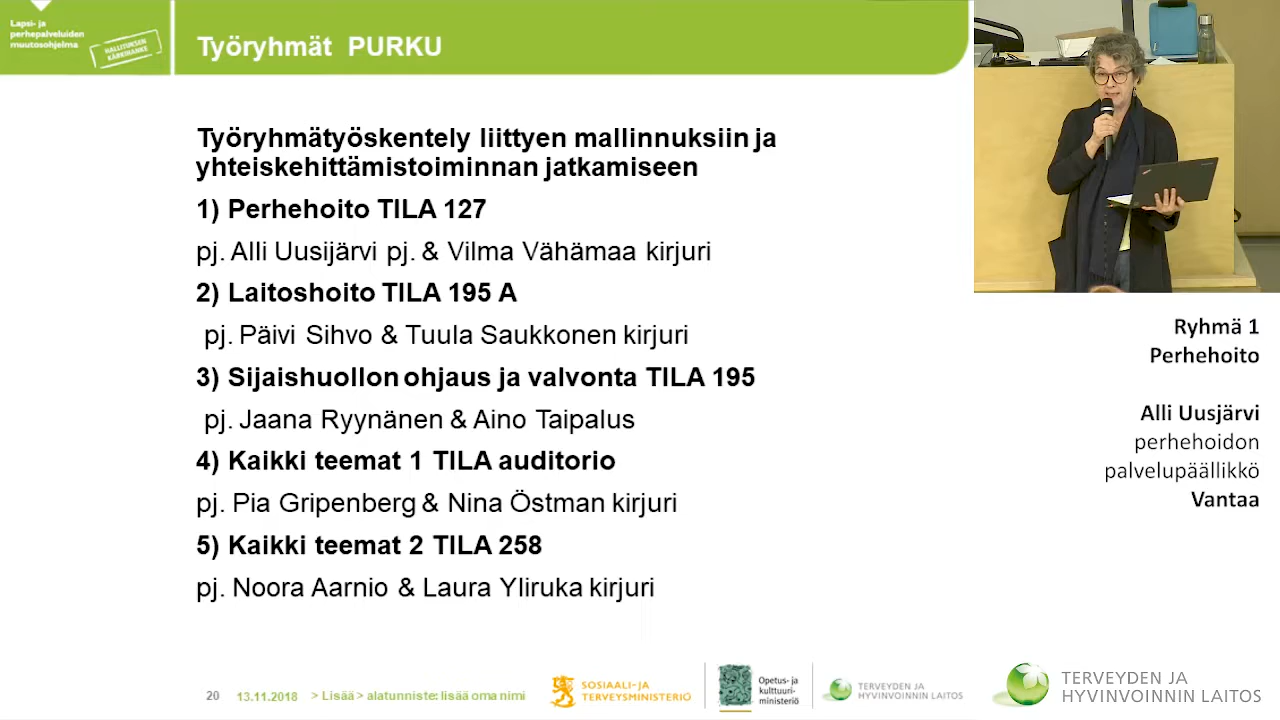 Lapsi- ja
perhepalveluiden
muutosohjelma
HALLITUKSEN
KÄRKIHANKE
Työryhmät PURKU
Työryhmätyöskentely liittyen mallinnuksiin ja
yhteiskehittämistoiminnan jatkamiseen
1) Perhehoito TILA 127
pj. Alli Uusijärvi pj. & Vilma Vähämaa kirjuri
2) Laitoshoito TILA 195 A
pj. Päivi Sihvo & Tuula Saukkonen kirjuri
3) Sijaishuollon ohjaus ja valvonta TILA 195
pj. Jaana Ryynänen & Aino Taipalus
4) Kaikki teemat 1 TILA auditorio
pj. Pia Gripenberg & Nina Östman kirjuri
5) Kaikki teemat 2 TILA 258
pj. Noora Aarnio & Laura Yliruka kirjuri
Ryhmä 1
Perhehoito
Alli Uusjärvi
perhehoidon
palvelupäällikkö
Vantaa
20 13.11.2018 > Lisää > alatunniste: lisää oma nimi
SOSIAALI- JA
TERVEYSMINISTERIÖ
Opetus- ja
kulttuuri-
ministeriö
TERVEYDEN JA
HYVINVOINNIN LAITOS
TERVEYDEN JA
HYVINVOINNIN LAITOS